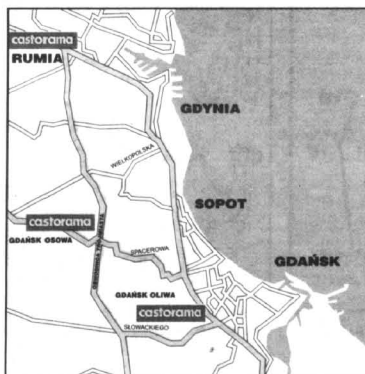 castorama
RUMIA
GDYNIA
WIELKOPOLSKA
SOPOT
castorama
GDAŃSK OSOWA
SPACEROWA
GDAŃSK
GDAŃSK OLIWA
castorama
SŁOWACKIEGO